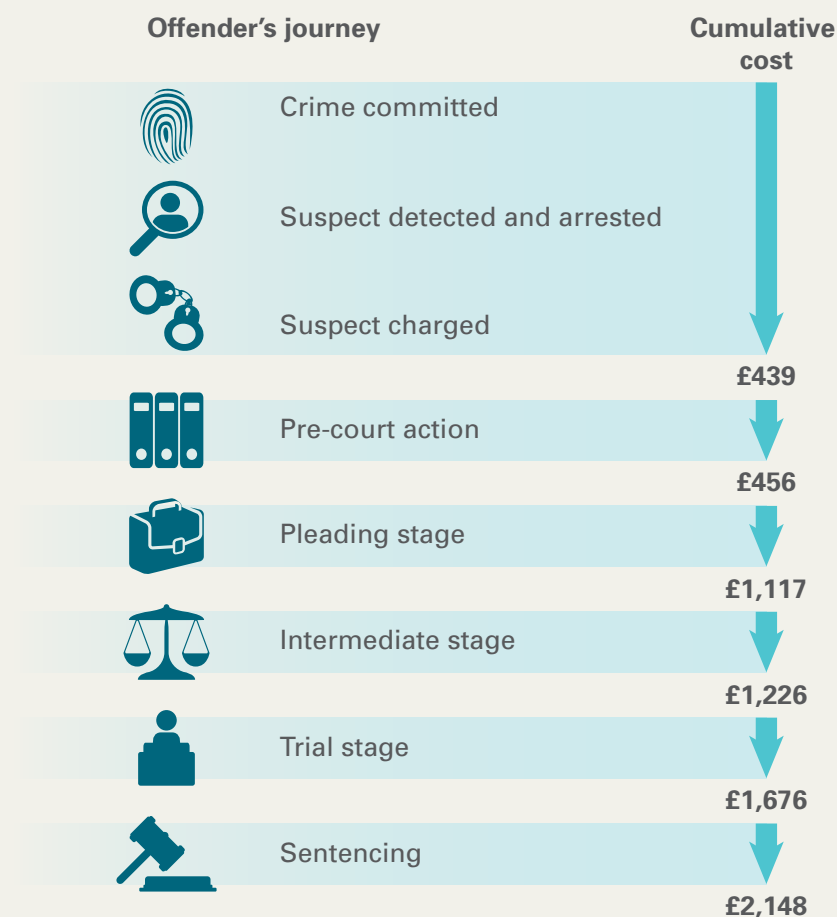 Offender’s journey
Cumulative
cost
Crime committed
Suspect detected and arrested
Suspect charged
£439
Pre-court action
£456
Pleading stage
£1,117
Intermediate stage
£1,226
Trial stage
£1,676
Sentencing
£2,148